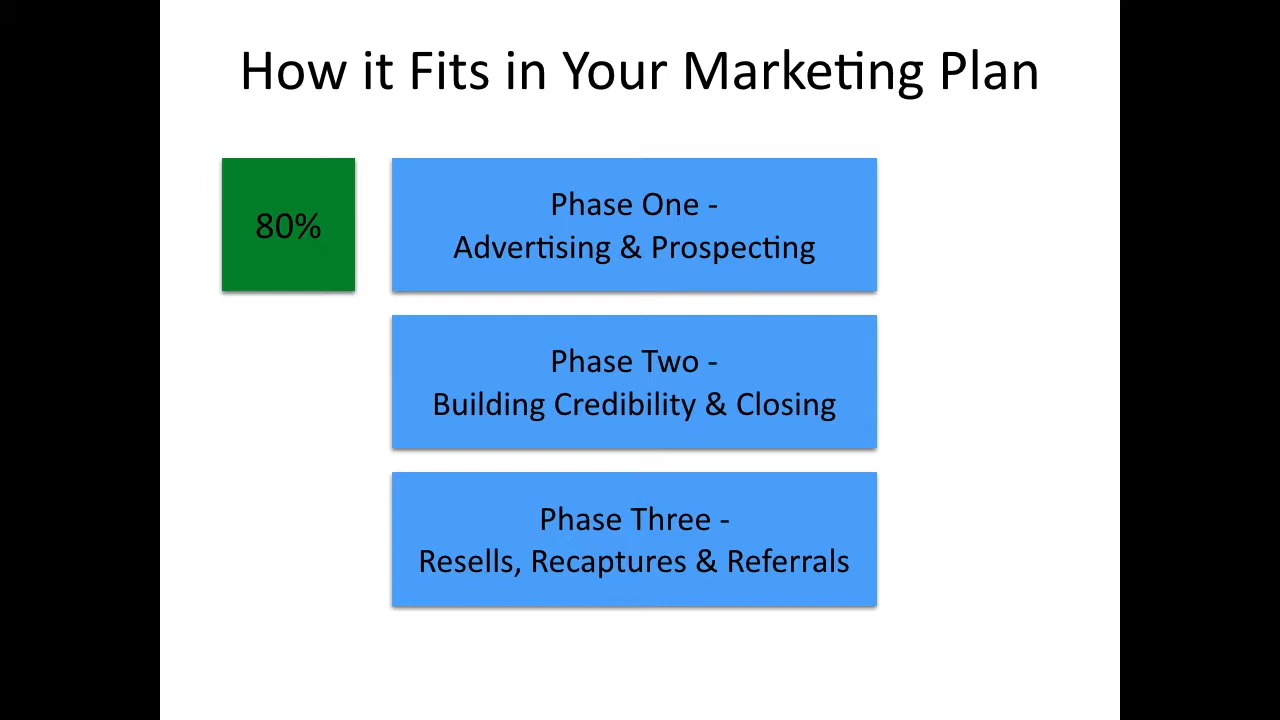 How it Fits in Your Marketing Plan
80%
Phase One -
Advertising & Prospecting
Phase Two -
Building Credibility & Closing
Phase Three -
Resells, Recaptures & Referrals